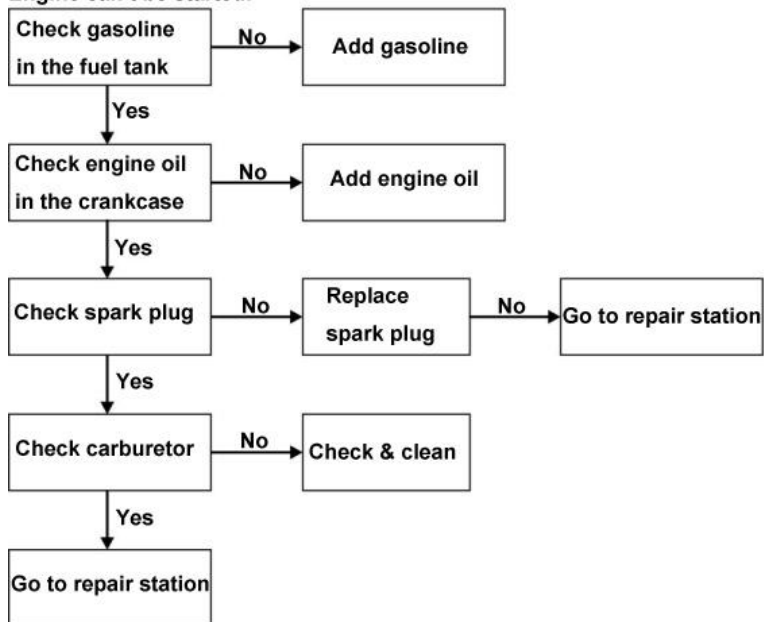 Check gasoline
in the fuel tank
No
Add gasoline
Yes
Check engine oil
in the crankcase
No
Add engine oil
Yes
Check spark plug
No
Replace
spark plug
No
Go to repair station
Yes
Check carburetor
No
Check & clean
Yes
Go to repair station